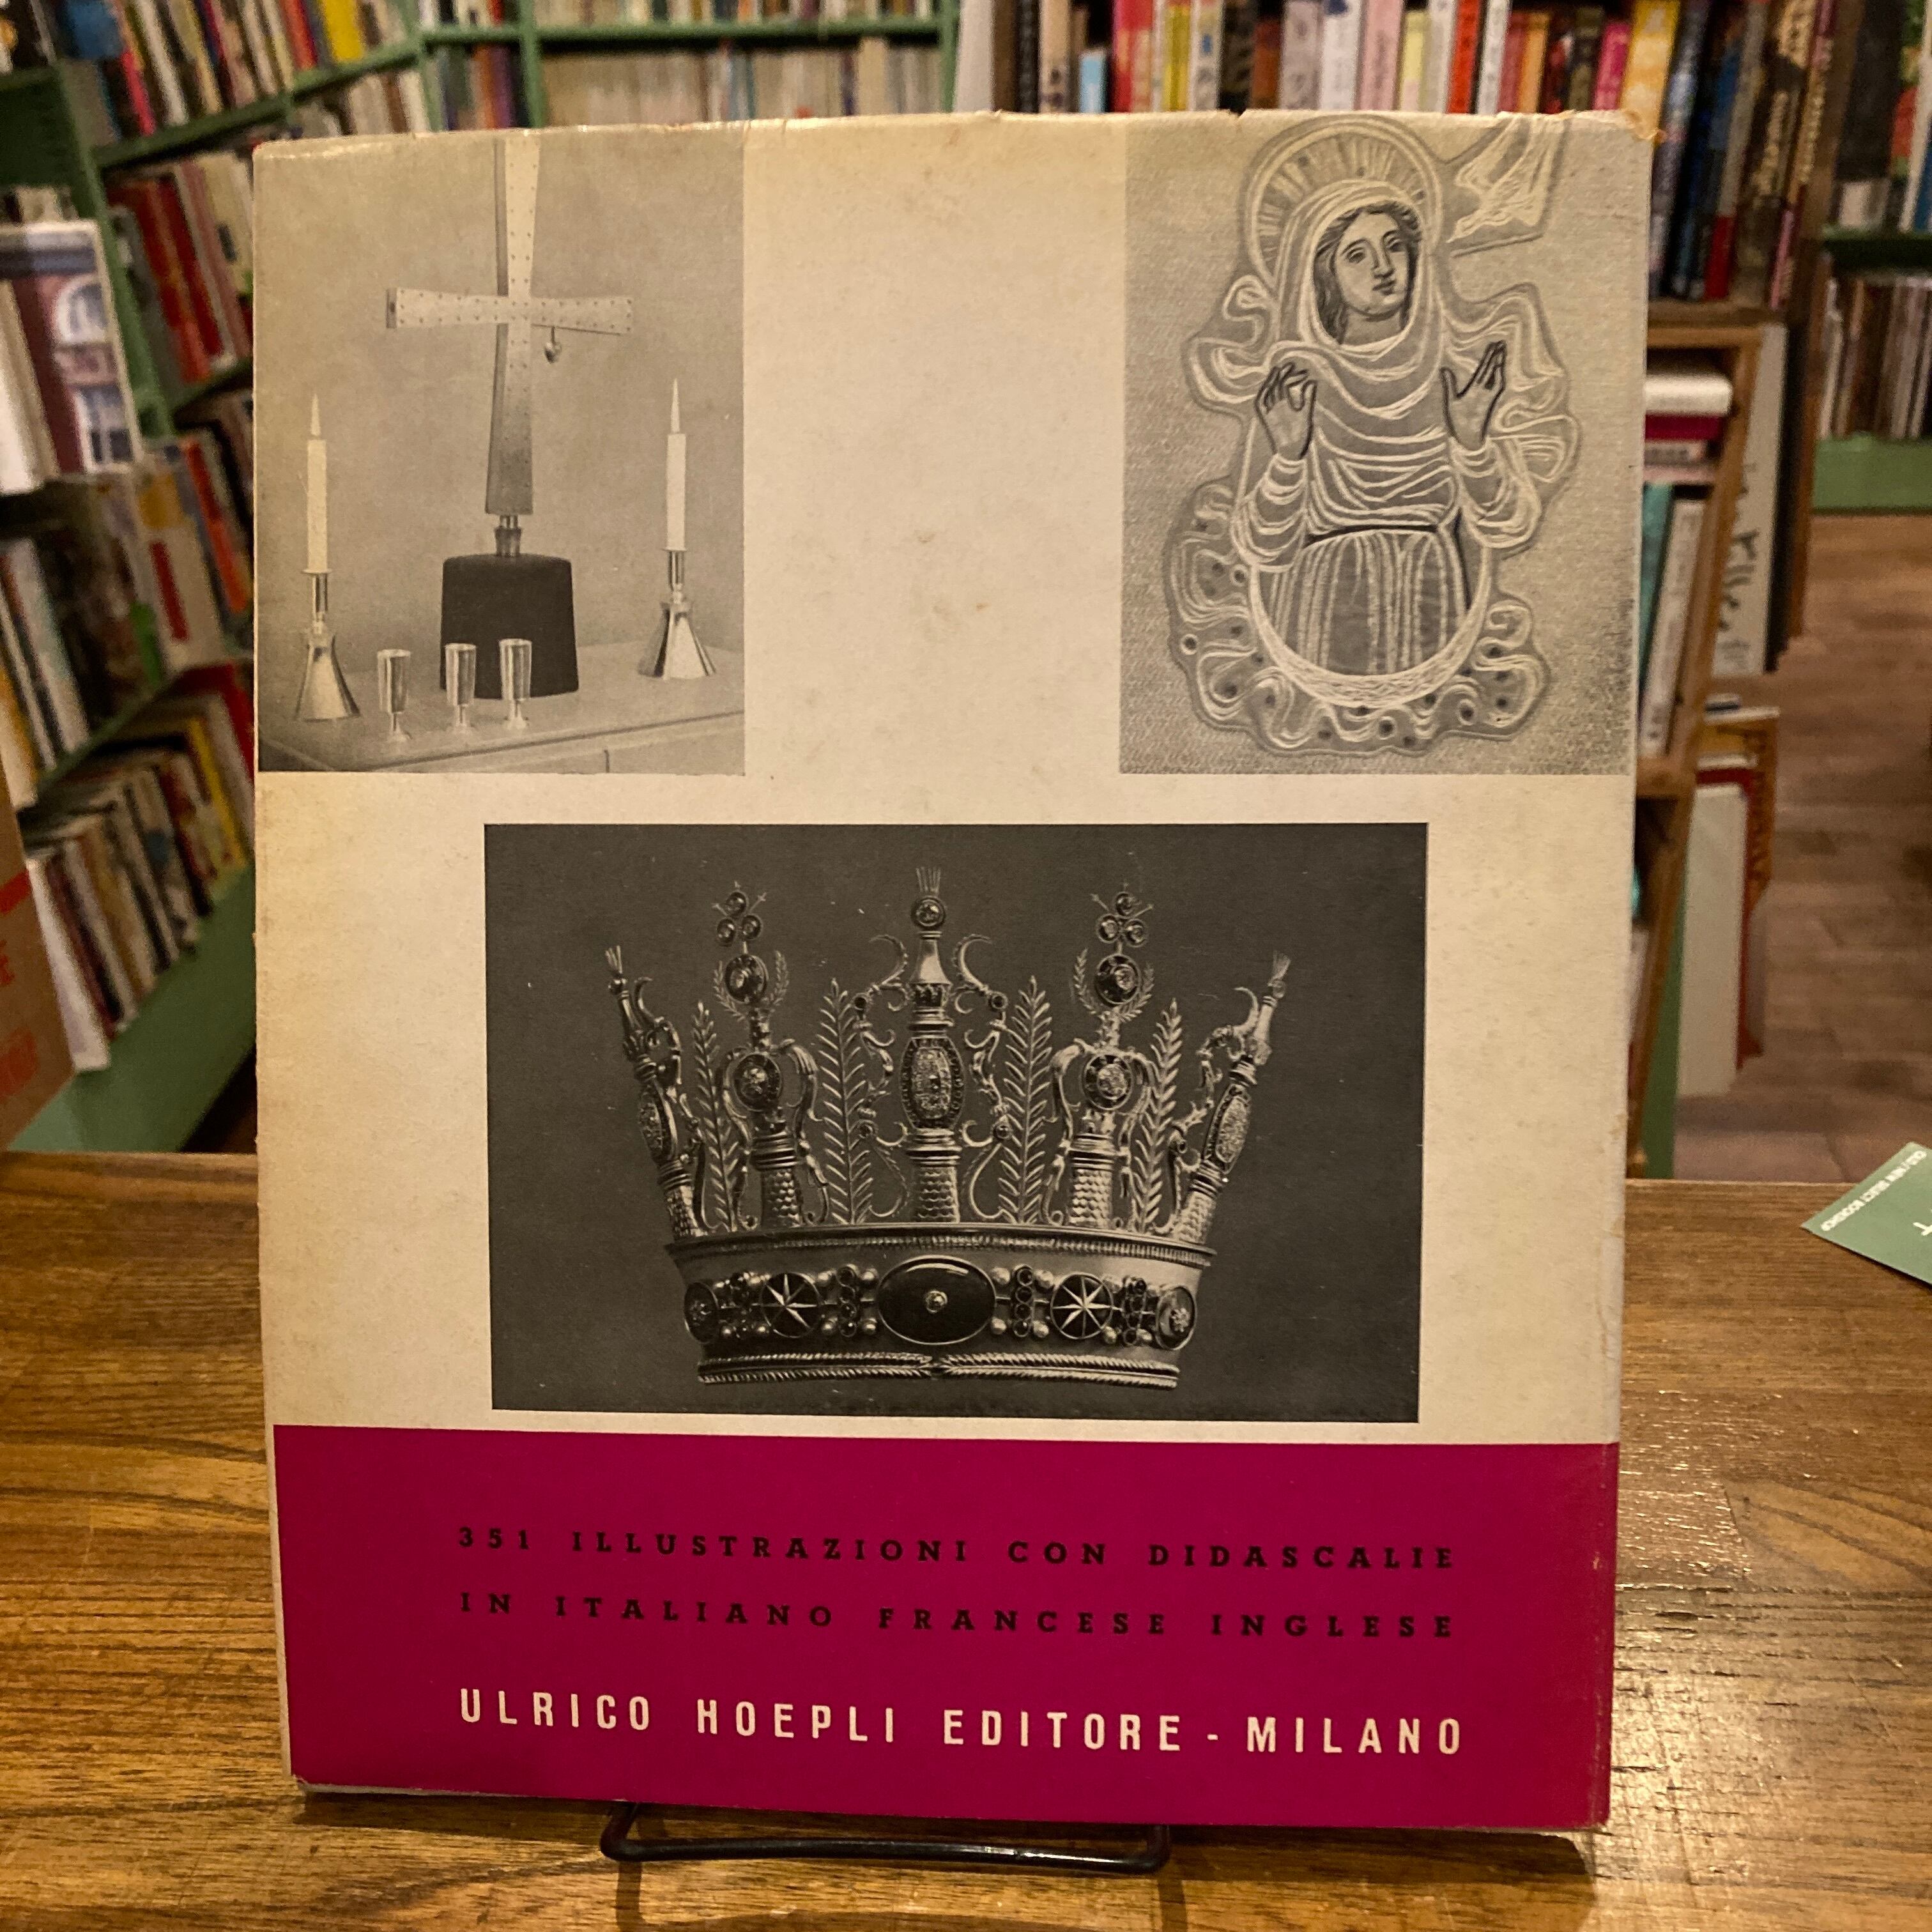 351 ILLUSTRAZIONI CON DIDASCALIE
IN ITALIANO FRANCESE INGLESE
ULRICO HOEPLI EDITORE - MILANO